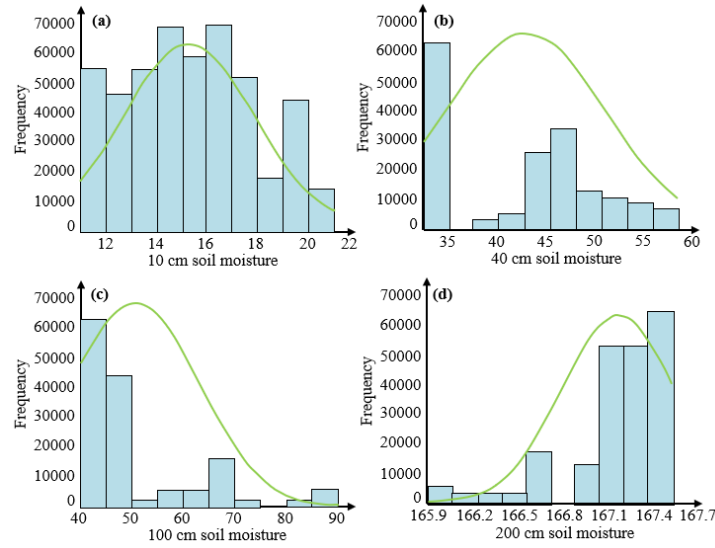 (a)
Frequency
70000
60000
50000
40000
30000
20000
10000
0
12 14 16 18 20 22
10 cm soil moisture
(b)
Frequency
70000
60000
50000
40000
30000
20000
10000
0
35 40 45 50 55 60
40 cm soil moisture
(c)
Frequency
70000
60000
50000
40000
30000
20000
10000
0
40 50 60 70 80 90
100 cm soil moisture
(d)
Frequency
70000
60000
50000
40000
30000
20000
10000
0
165.9 166.2 166.5 166.8 167.1 167.4 167.7
200 cm soil moisture